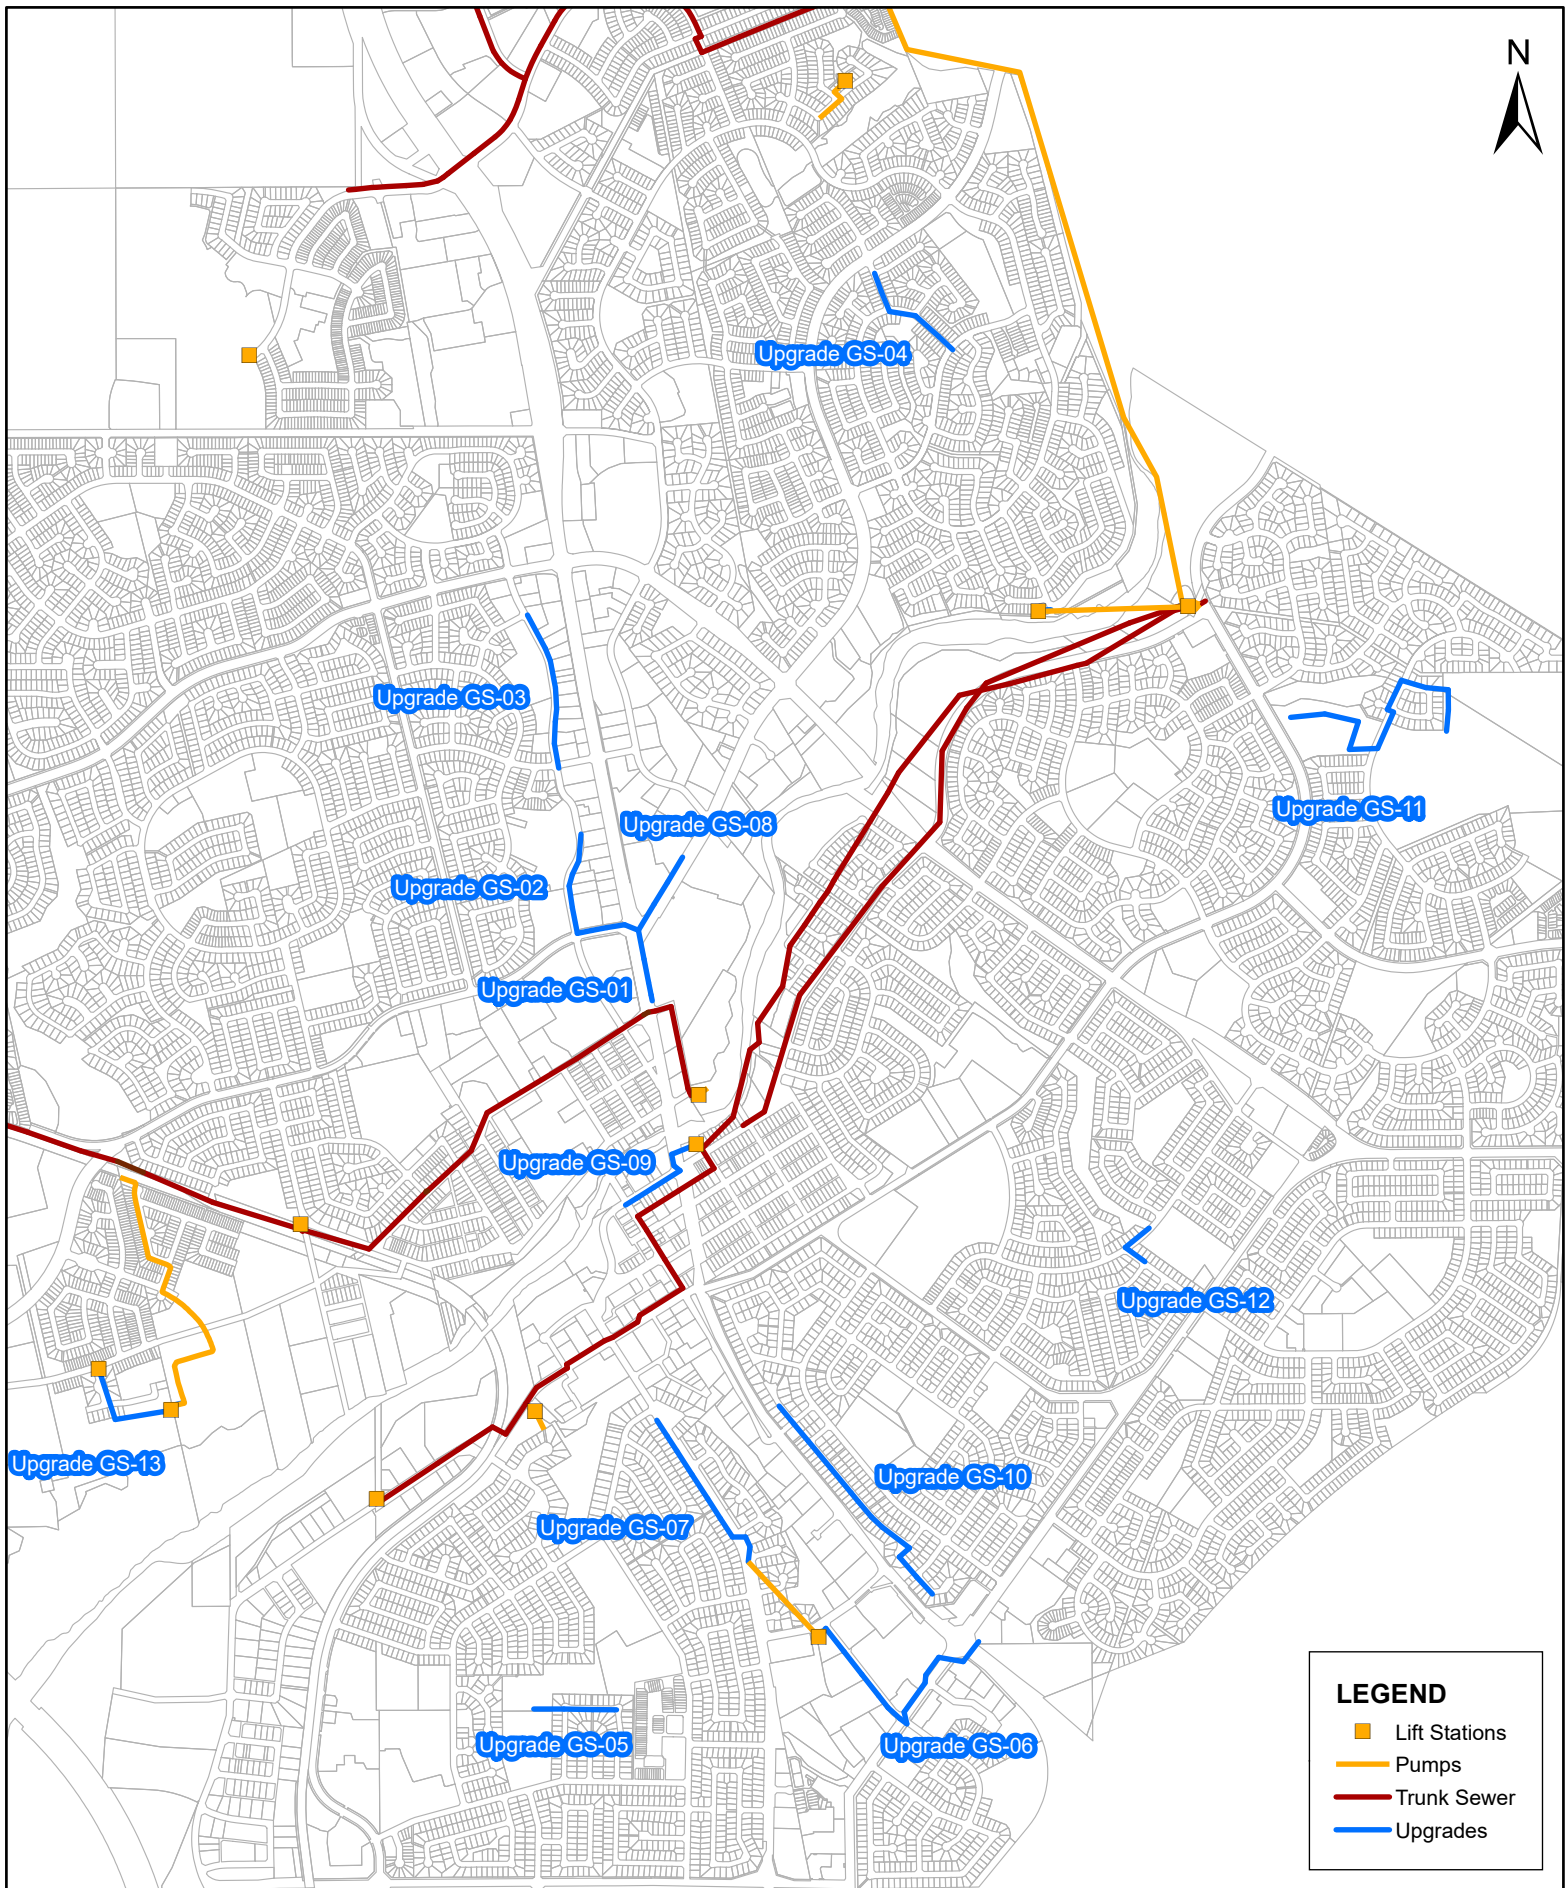 N
Upgrade GS-04
Upgrade GS-03
Upgrade GS-11
Upgrade GS-08
Upgrade GS-02
Upgrade GS-01
Upgrade GS-09
Upgrade GS-12
Upgrade GS-13
Upgrade GS-10
Upgrade GS-07
Upgrade GS-05
Upgrade GS-06
LEGEND
Lift Stations
Pumps
Trunk Sewer
Upgrades